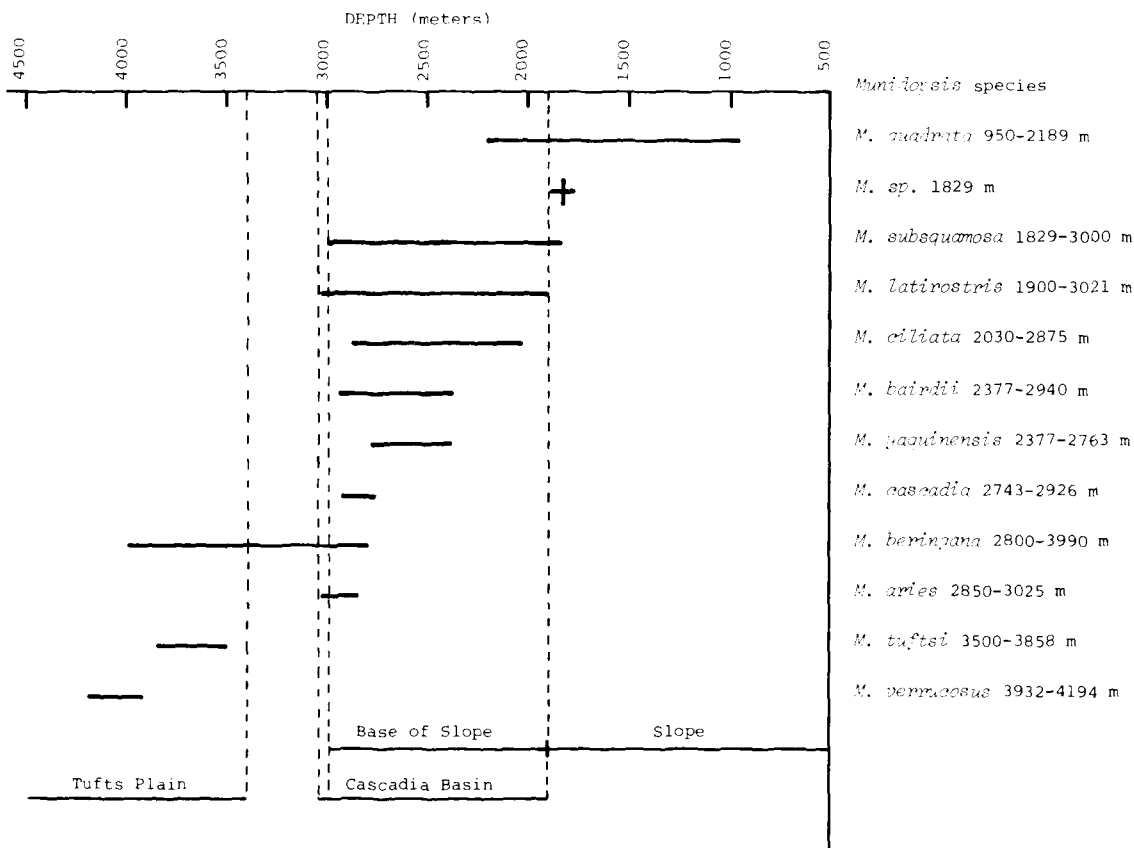 DEPTH (meters)
4500 4000 3500 3000 2500 2000 1500 1000 500
Munidopsis species
M. quadrata 950-2189 m
M. sp. 1829 m
M. subsquamosa 1829-3000 m
M. latirostris 1900-3021 m
M. ciliata 2030-2875 m
M. bairdii 2377-2940 m
M. yaquinensis 2377-2763 m
M. cascadia 2743-2926 m
M. beringana 2800-3990 m
M. aries 2850-3025 m
M. tuftsi 3500-3858 m
M. verrucosus 3932-4194 m
Base of Slope Slope
Tufts Plain Cascadia Basin